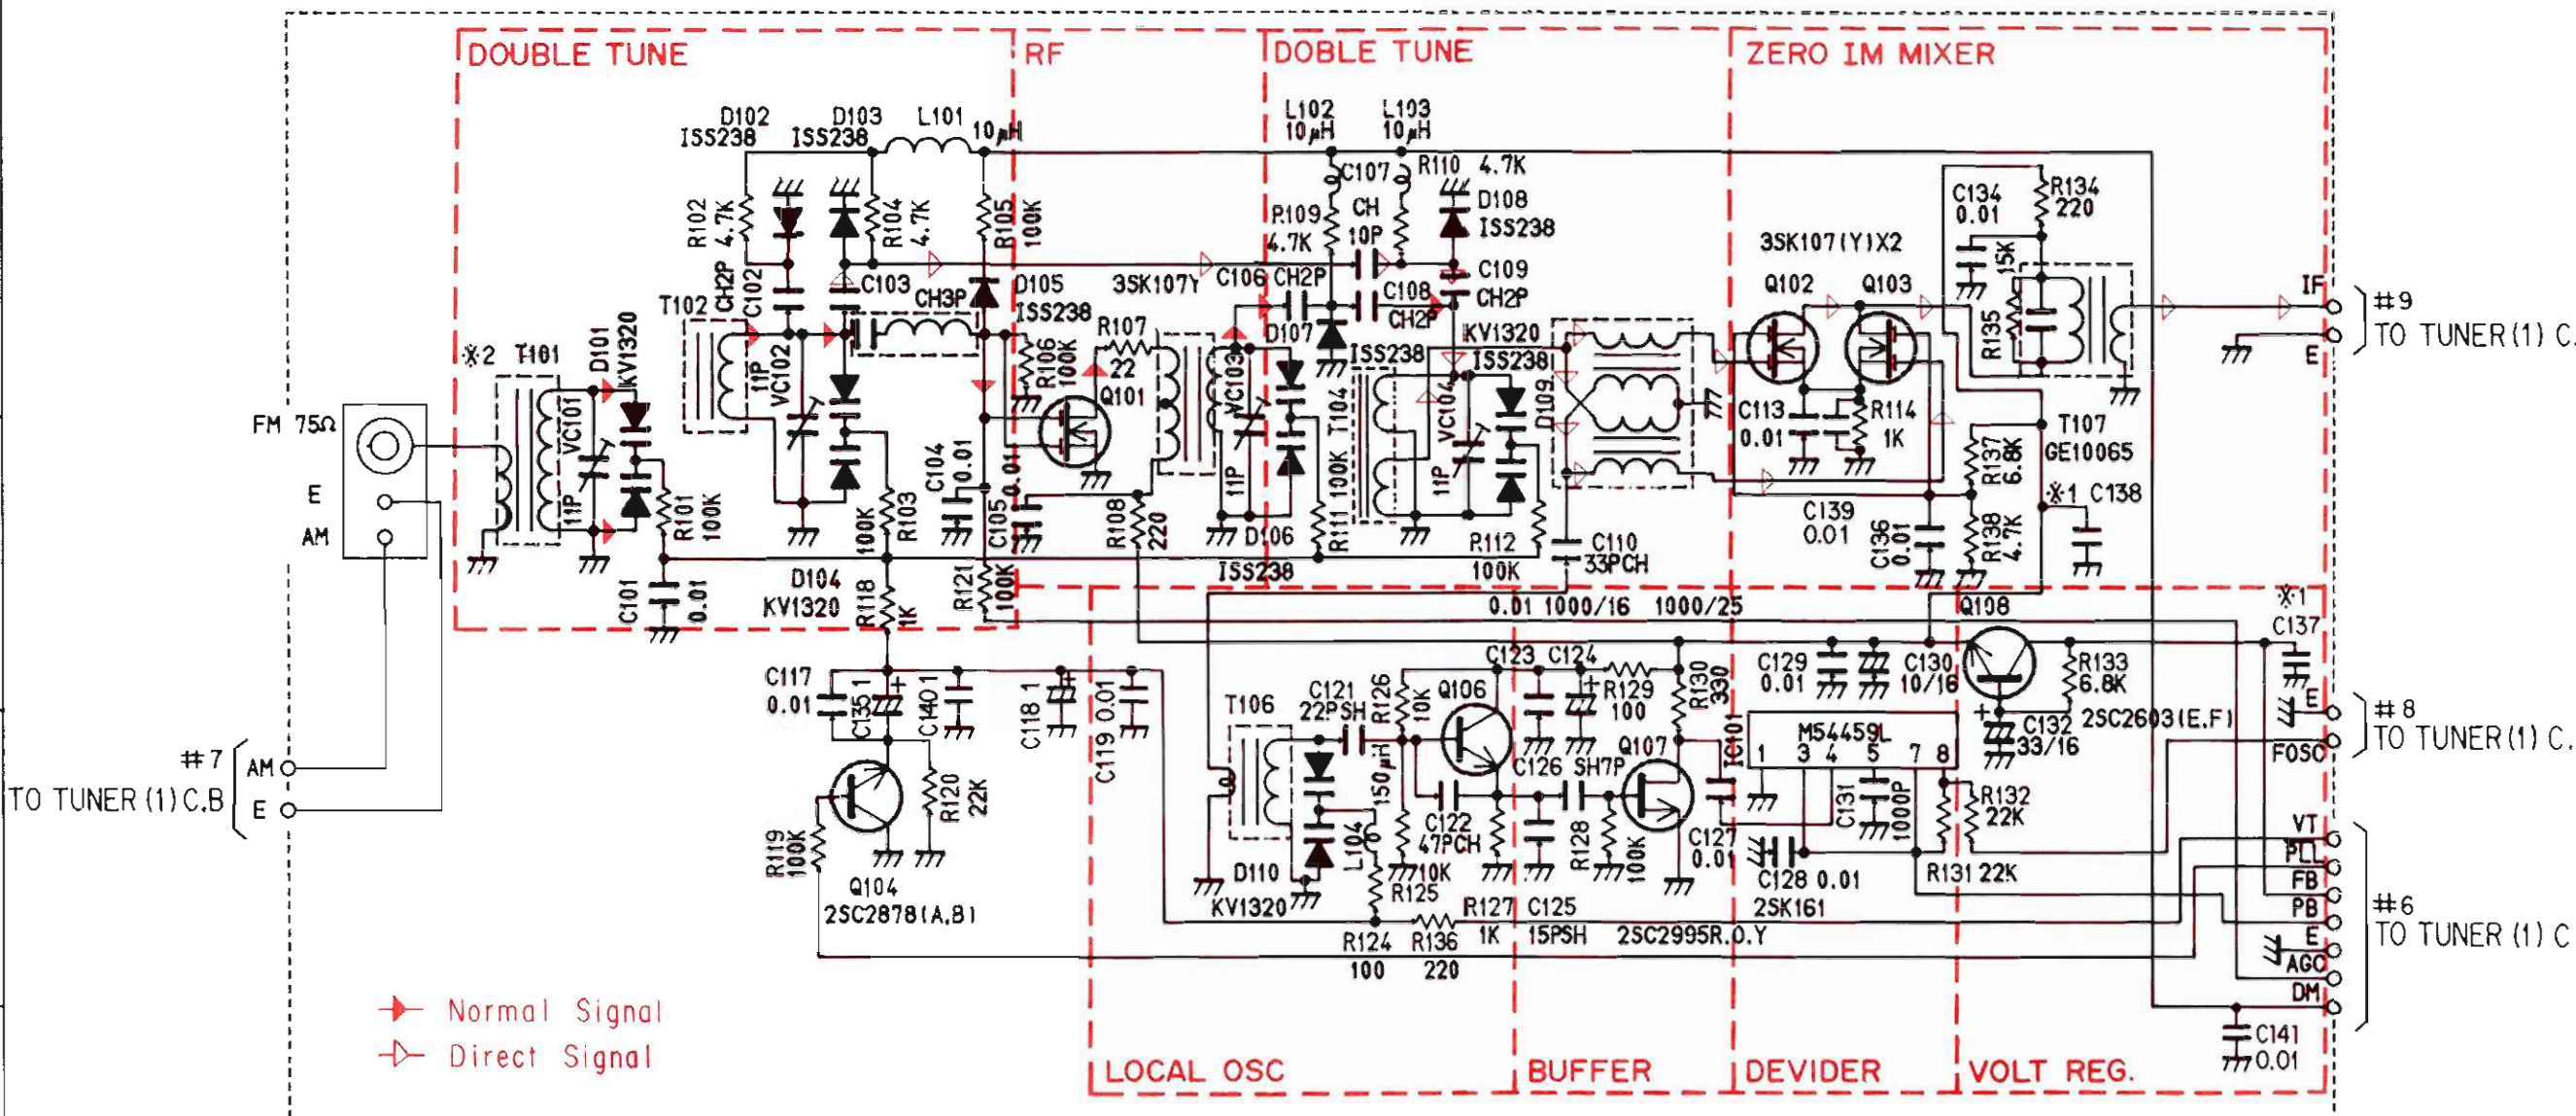 DOUBLE TUNE
RF
DOBLE TUNE
ZERO IM MIXER
D102
ISS238
D103
ISS238
L101
10μH
L102
10μH
L103
10μH
R102
4.7K
R104
4.7K
R105
100K
C107
CH
10P
R109
4.7K
R110 4.7K
D108
ISS238
C134
0.01
R134
220
15K
R135
3SK107(Y)X2
Q102
Q103
CH2P
C102
C103
CH3P
D105
ISS238
3SK107Y
C106
CH2P
C108
CH2P
C109
CH2P
IF
E
#9
TO TUNER(1) C.
※2
T101
D101
KV1320
T102
11P
VC102
R106
100K
R107
22
Q101
VC103
D107
ISS238
KV1320
ISS238
D109
FM 75Ω
E
AM
VC101
11P
R101
100K
100K
R103
C104
0.01
C105
0.01
R108
220
11P
D106
ISS238
R111 100K
T104
VC104
11P
R112
100K
C110
33PCH
C113
0.01
R114
1K
C139
0.01
C136
0.01
R137
6.8K
R138
4.7K
T107
GE10065
※1 C138
C101
0.01
D104
KV1320
R118
1K
R121
100K
0.01
1000/16
1000/25
Q108
※1
C137
C117
0.01
C135 1
+
C140 1
C118 1
+
C119 0.01
T106
C121
22PSH
R126
10K
Q106
C123
C124
+
R129
100
R130
330
C129
0.01
C130
10/16
R133
6.8K
+
C132
33/16
2SC2603(E.F)
E
FOSC
#8
TO TUNER(1) C.
#7
AM
E
TO TUNER (1) C.B
R120
22K
R119
100K
Q104
2SC2878(A,B)
150μH
L104
D110
KV1320
C122
47PCH
10K
R125
C126
SH7P
Q107
R128
100K
IC101
M54459L
1
3
4
5
7
8
C127
0.01
C131
1000P
C128 0.01
2SK161
R131 22K
R132
22K
VT
PLL
FB
PB
E
AGC
DM
#6
TO TUNER (1) C
R124
100
R136
220
R127
1K
C125
15PSH
2SC2995R.O.Y
C141
0.01
Normal Signal
Direct Signal
LOCAL OSC
BUFFER
DEVIDER
VOLT REG.